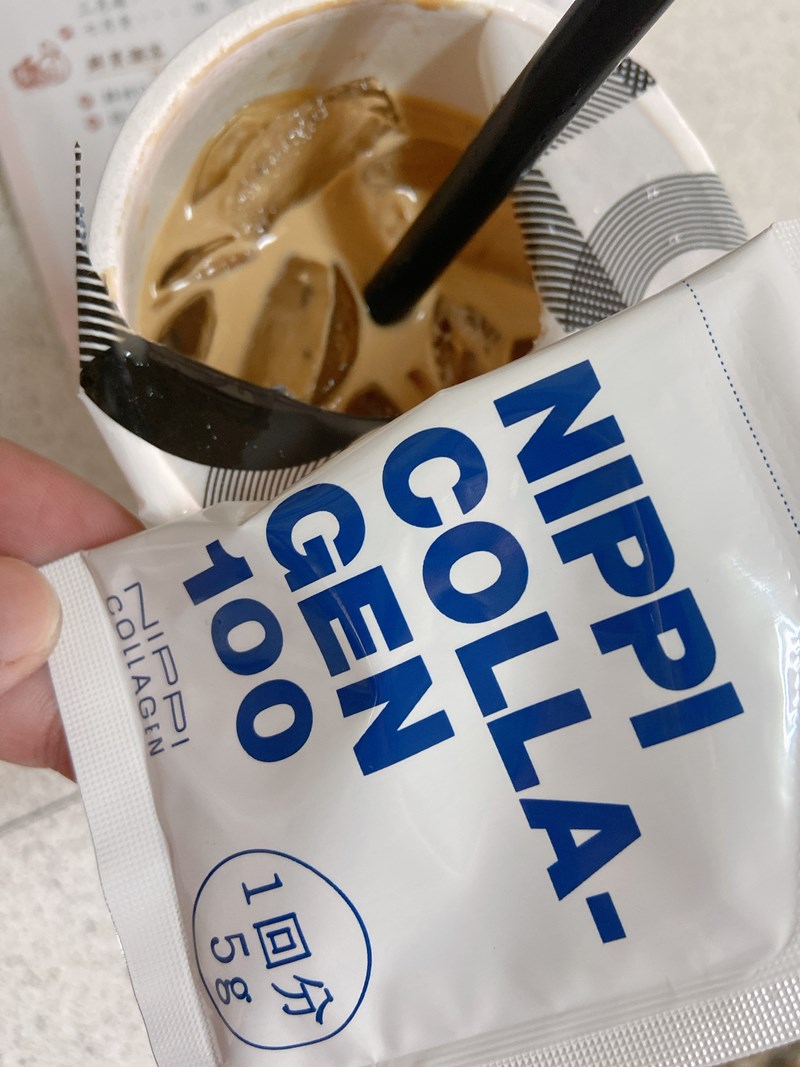 NIPPI
COLLA-
GEN
100
NIPPI
COLLAGEN
1回分
5g